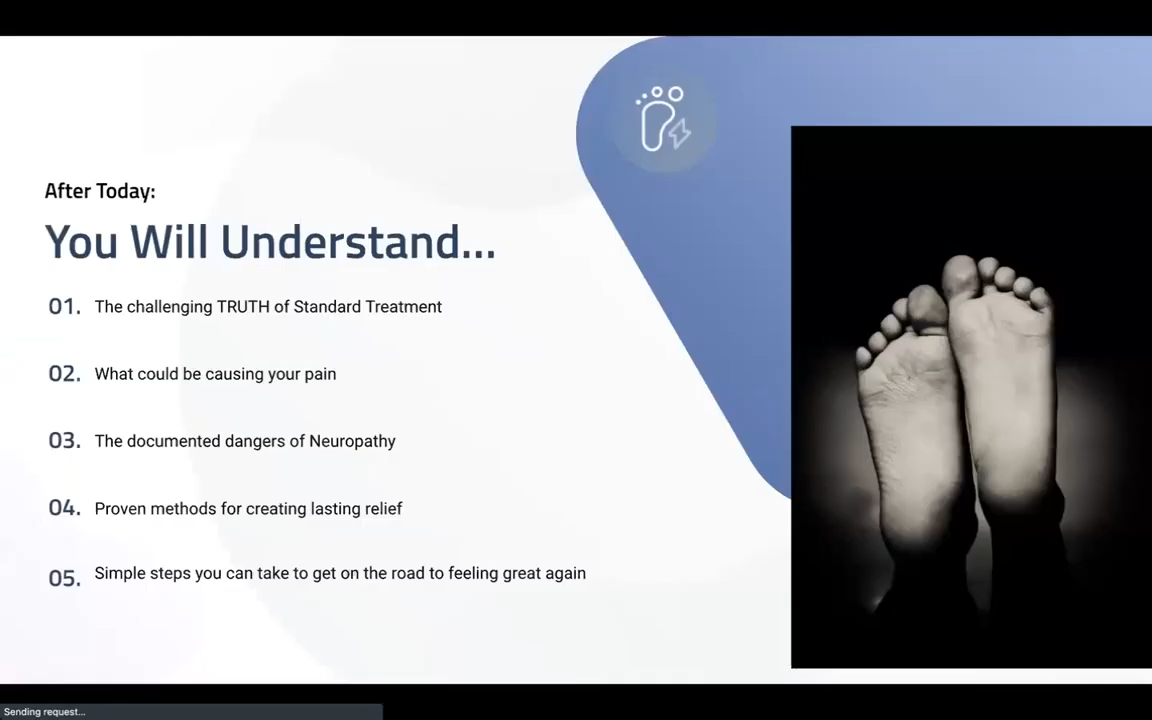 After Today:
You Will Understand...
01. The challenging TRUTH of Standard Treatment
02. What could be causing your pain
03. The documented dangers of Neuropathy
04. Proven methods for creating lasting relief
05. Simple steps you can take to get on the road to feeling great again
Sending request...